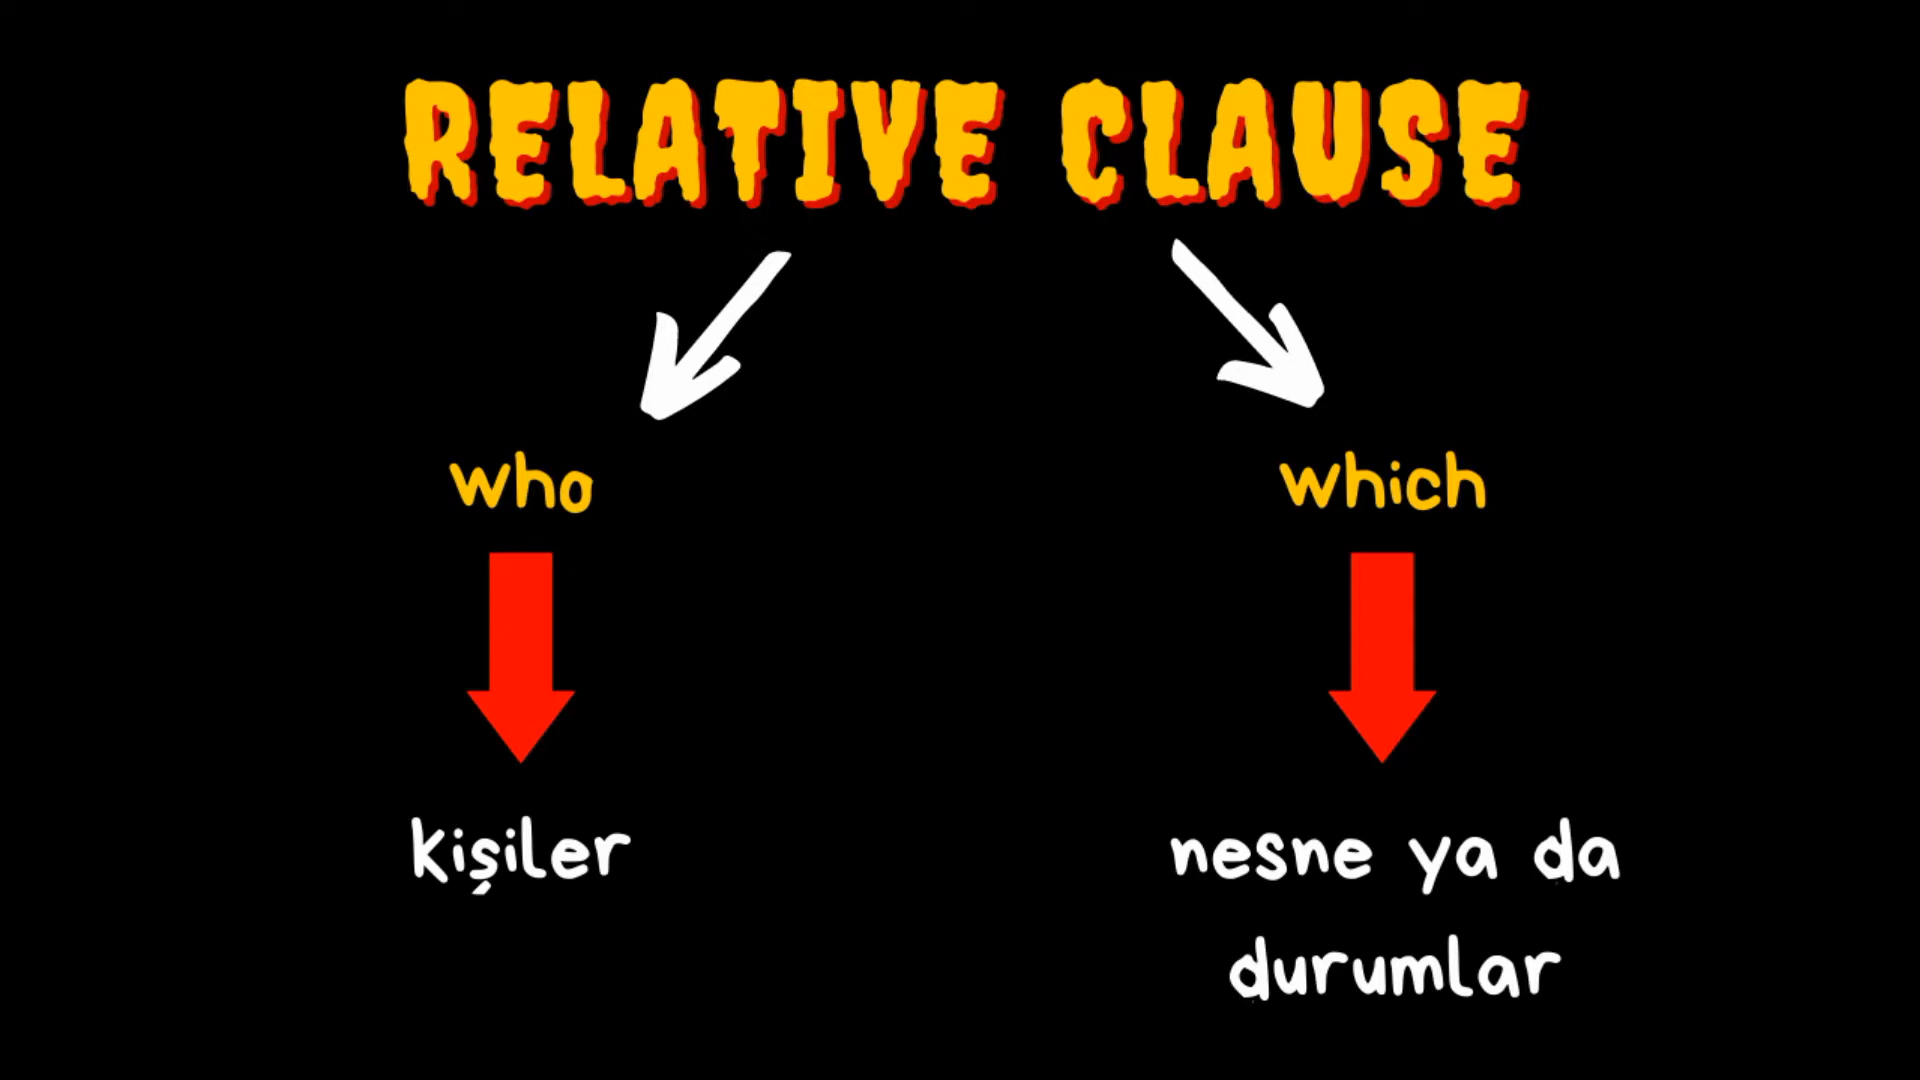 RELATIVE CLAUSE
who
which
kişiler
nesne ya da
durumlar